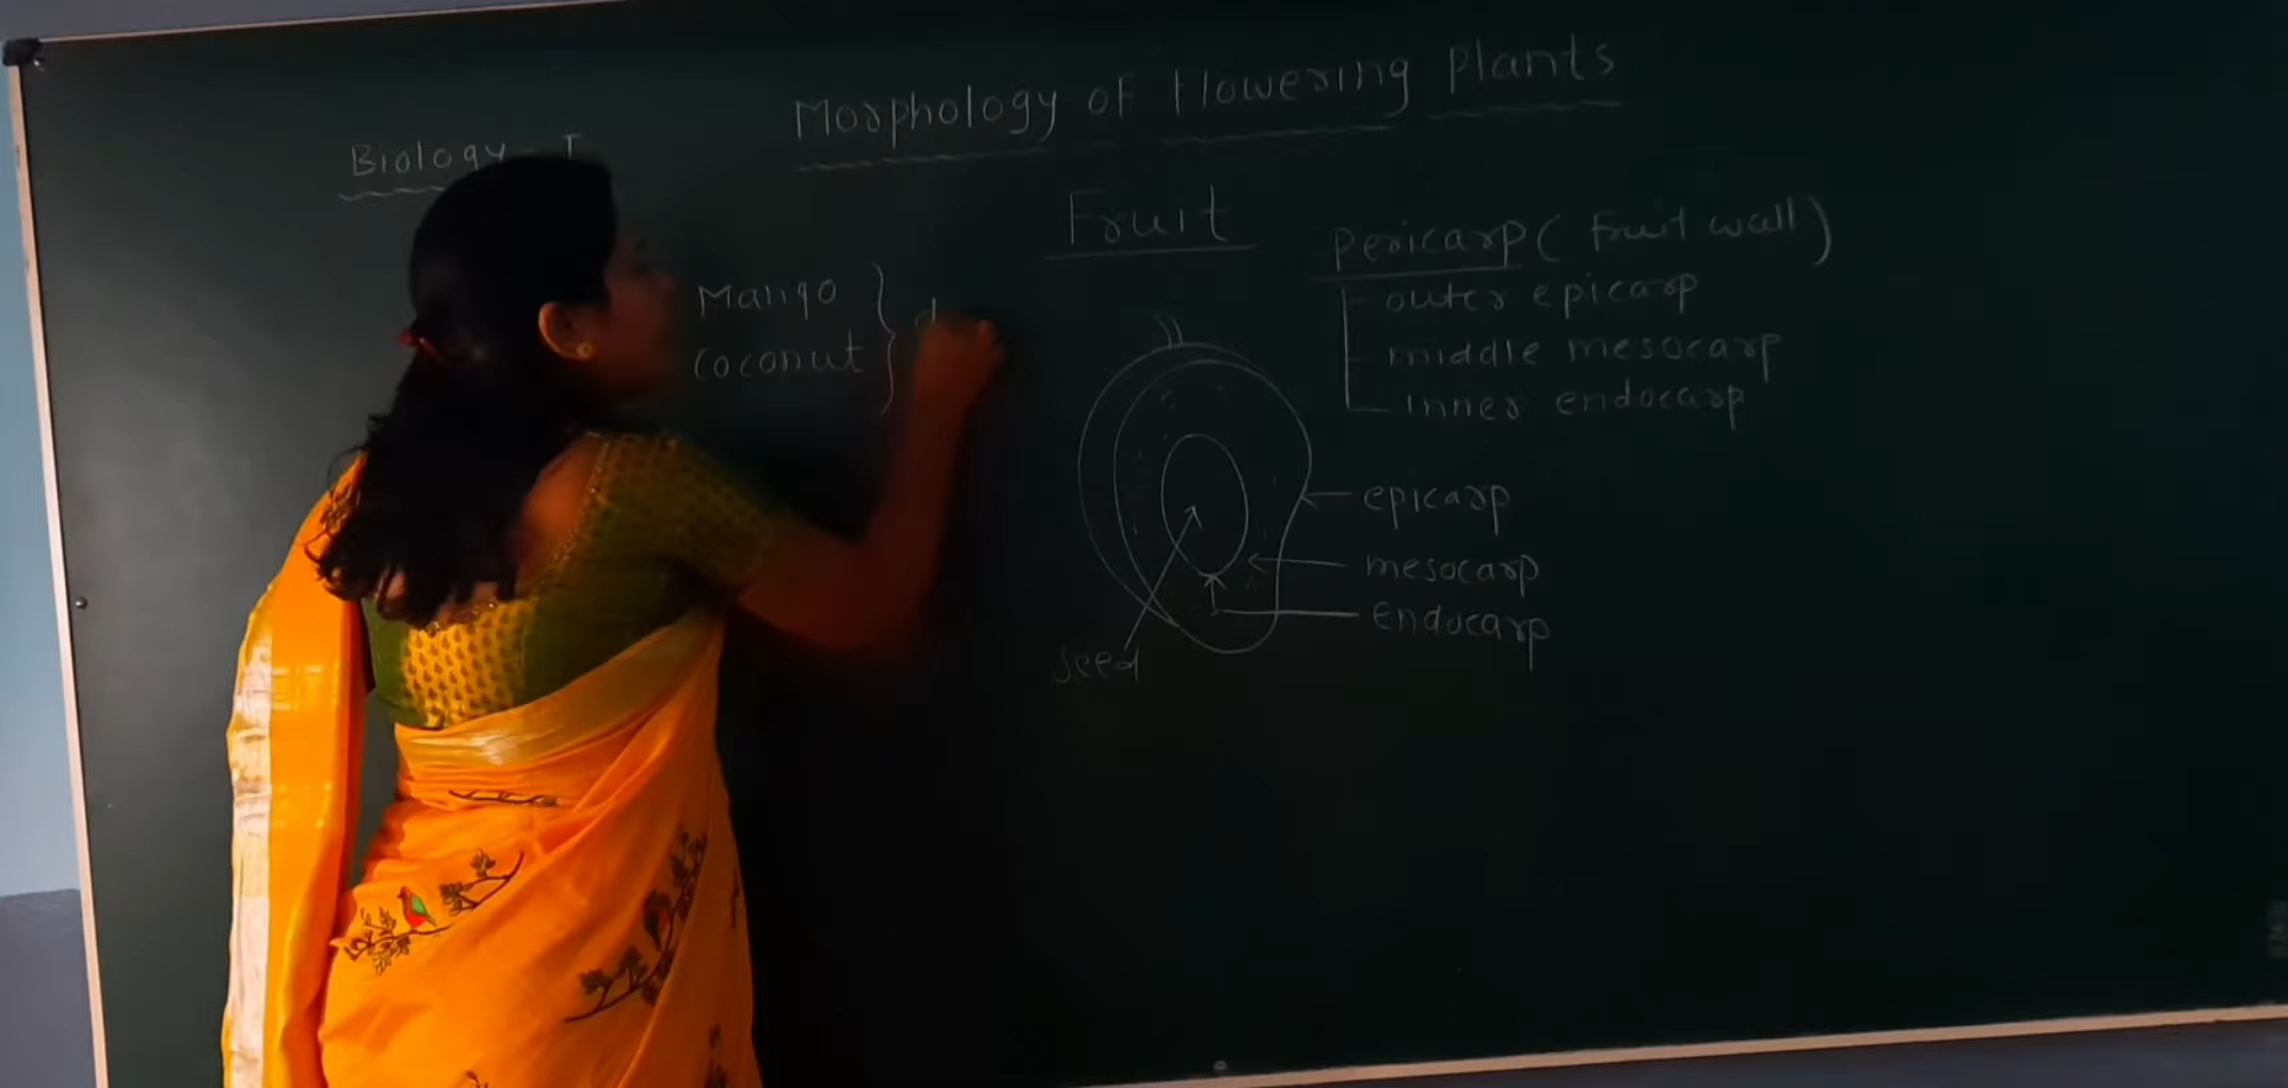 Morphology of Flowering Plants
Biology - I
Fruit
pericarp ( Fruit wall )
outer epicarp
middle mesocarp
Inner endocarp
Mango
coconut
epicarp
mesocarp
endocarp
seed